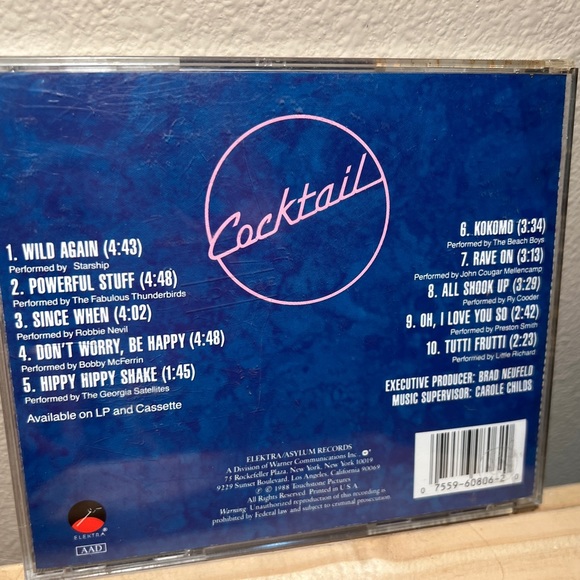 Cocktail
1. WILD AGAIN (4:43)
Performed by Starship
2. POWERFUL STUFF (4:48)
Performed by The Fabulous Thunderbirds
3. SINCE WHEN (4:02)
Performed by Robbie Nevil
4. DON'T WORRY, BE HAPPY (4:48)
Performed by Bobby McFerrin
5. HIPPY HIPPY SHAKE (1:45)
Performed by The Georgia Satellites
Available on LP and Cassette
6. KOKOMO (3:34)
Performed by The Beach Boys
7. RAVE ON (3:13)
Performed by John Cougar Mellencamp
8. ALL SHOOK UP (3:29)
Performed by Ry Cooder
9. OH, I LOVE YOU SO (2:42)
Performed by Preston Smith
10. TUTTI FRUTTI (2:23)
Performed by Little Richard
EXECUTIVE PRODUCER: BRAD NEUFELD
MUSIC SUPERVISOR: CAROLE CHILDS
ELEKTRA/ASYLUM RECORDS
A Division of Warner Communications Inc.
75 Rockefeller Plaza, New York, New York 10019
9229 Sunset Boulevard, Los Angeles, California 90069
℗ © 1988 Touchstone Pictures
Printed in U S A
Warning: Unauthorized reproduction of this recording is
prohibited by Federal law and subject to criminal prosecution.
0 7559-60806-2 0
ELEKTRA
AAD